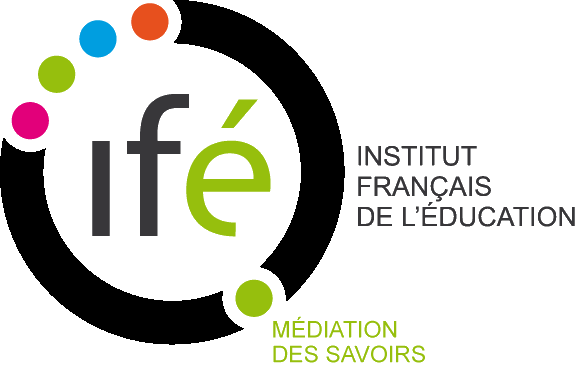 ifé
INSTITUT
FRANÇAIS
DE L'ÉDUCATION
MÉDIATION
DES SAVOIRS